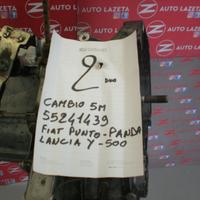 AUTO LAZETA
2°
CAMBIO 5M
55241439
FIAT PUNTO-PANDA
LANCIA Y-500